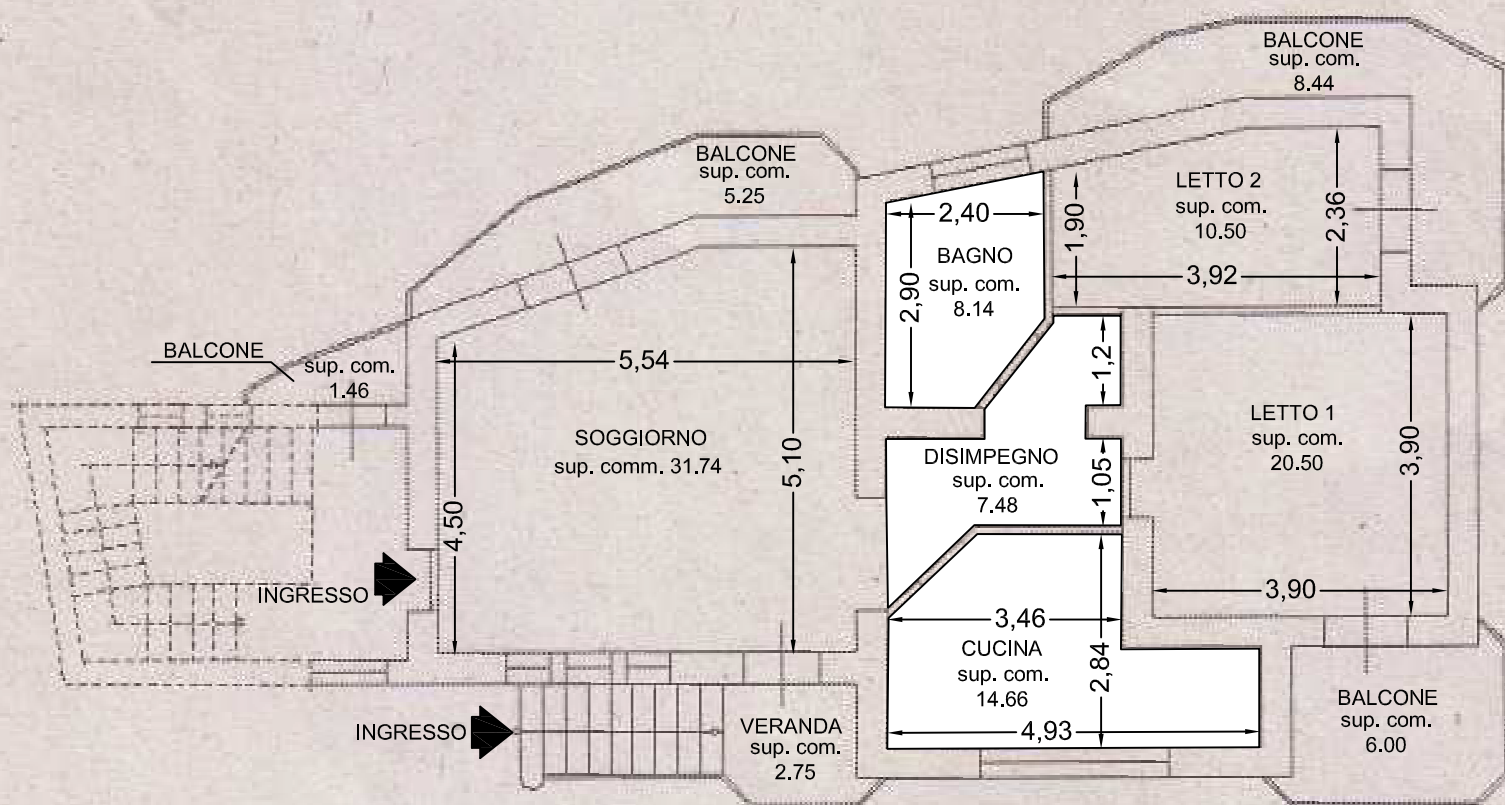 BALCONE
sup. com.
8.44
BALCONE
sup. com.
5.25
LETTO 2
sup. com.
10.50
2,36
1,90
3,92
2,40
BAGNO
sup. com.
8.14
2,90
BALCONE
sup. com.
1.46
5,54
1,2
SOGGIORNO
sup. comm. 31.74
5,10
4,50
LETTO 1
sup. com.
20.50
3,90
3,90
DISIMPEGNO
sup. com.
7.48
1,05
INGRESSO
3,46
CUCINA
sup. com.
14.66
2,84
4,93
INGRESSO
VERANDA
sup. com.
2.75
BALCONE
sup. com.
6.00